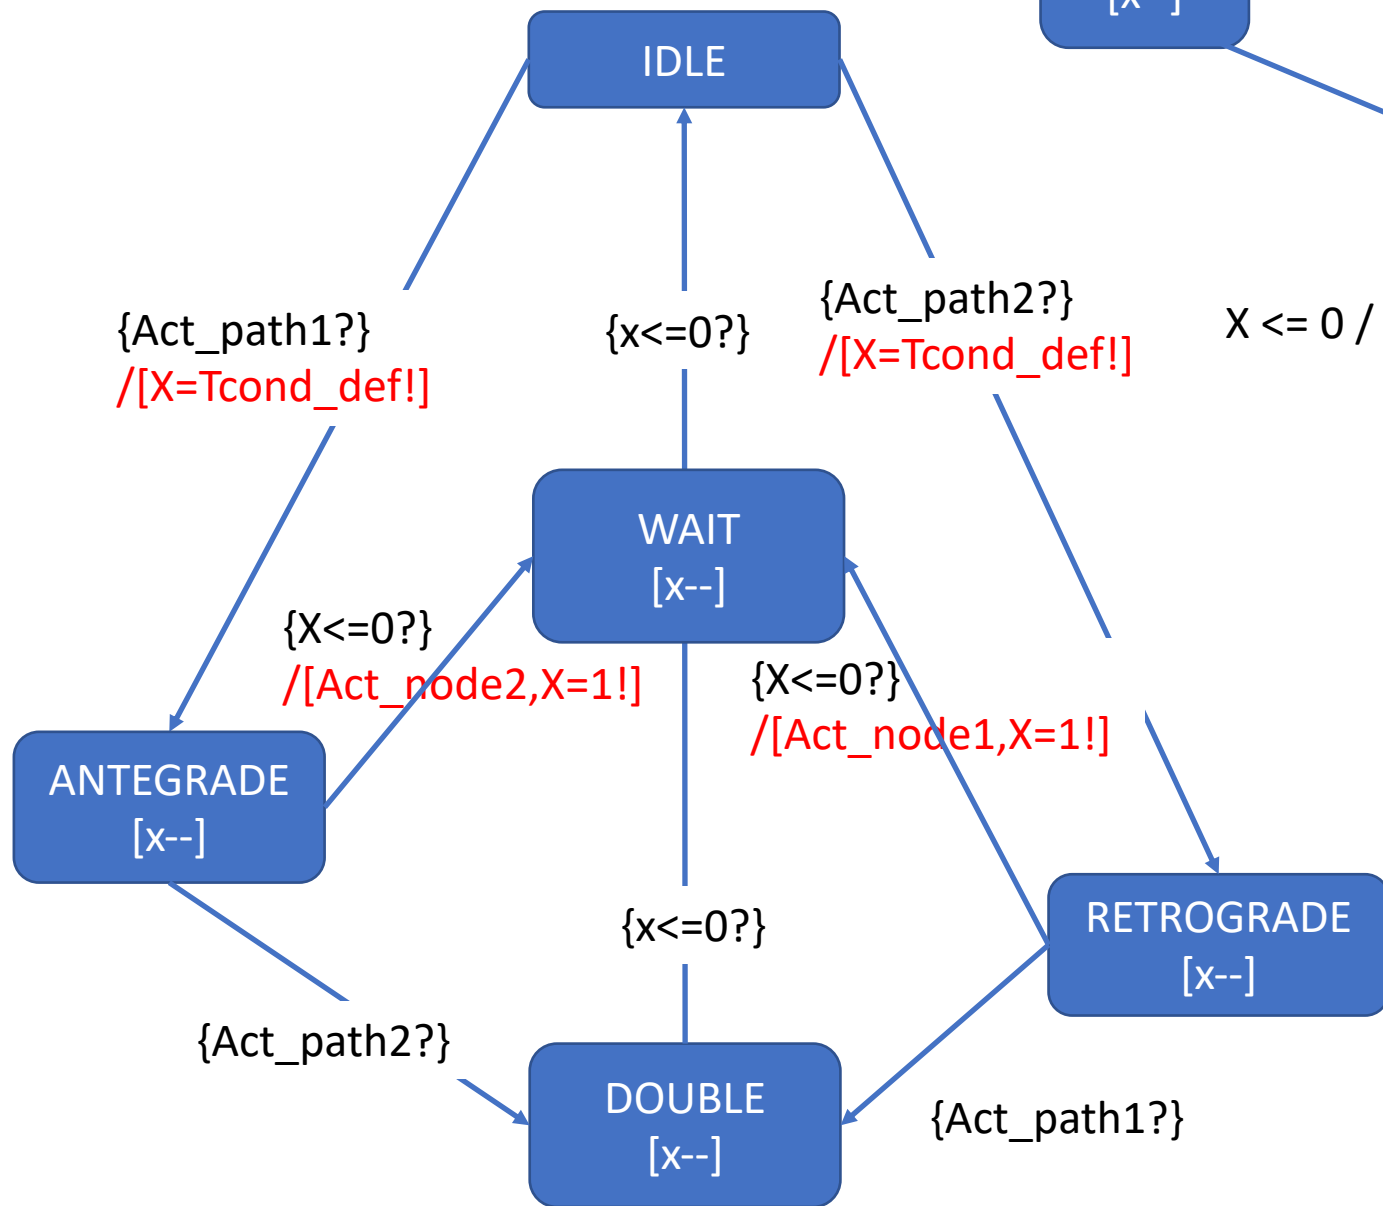 [x--]
IDLE
{Act_path1?}
/[X=Tcond_def!]
{x<=0?}
{Act_path2?}
/[X=Tcond_def!]
X <= 0 /
WAIT
[x--]
{X<=0?}
/[Act_node2,X=1!]
{X<=0?}
/[Act_node1,X=1!]
ANTEGRADE
[x--]
{x<=0?}
RETROGRADE
[x--]
{Act_path2?}
DOUBLE
[x--]
{Act_path1?}